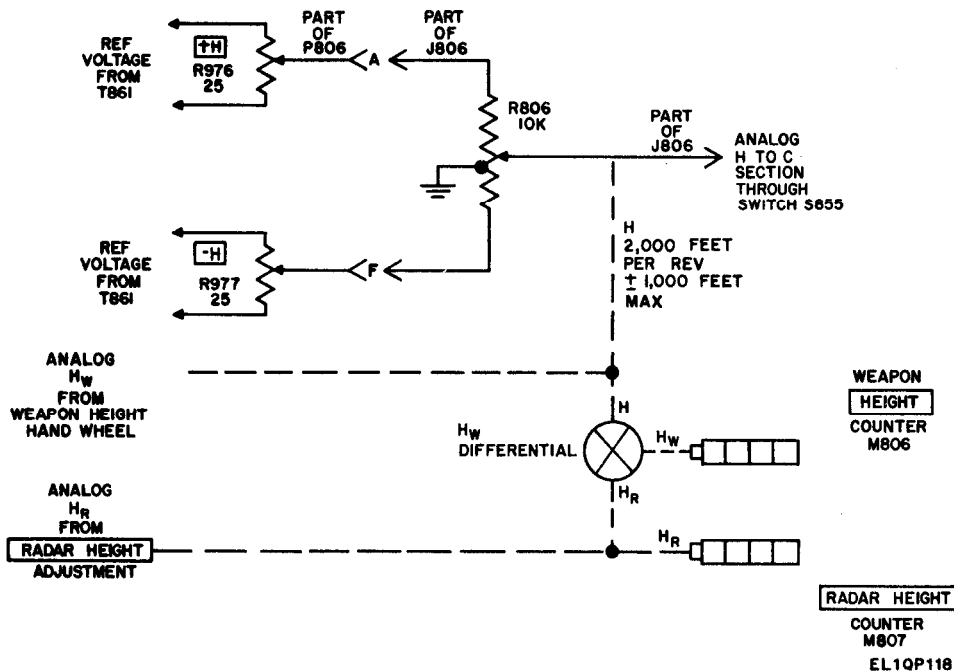 REF
VOLTAGE
FROM
T861
+H
R976
25
PART
OF
P806
A
PART
OF
J806
R806
10K
PART
OF
J806
ANALOG
H TO C
SECTION
THROUGH
SWITCH S855
REF
VOLTAGE
FROM
T861
-H
R977
25
F
H
2,000 FEET
PER REV
± 1,000 FEET
MAX
ANALOG
HW
FROM
WEAPON HEIGHT
HAND WHEEL
HW
DIFFERENTIAL
H
HW
HR
WEAPON
HEIGHT
COUNTER
M806
ANALOG
HR
FROM
RADAR HEIGHT
ADJUSTMENT
HR
RADAR HEIGHT
COUNTER
M807
EL1QP118